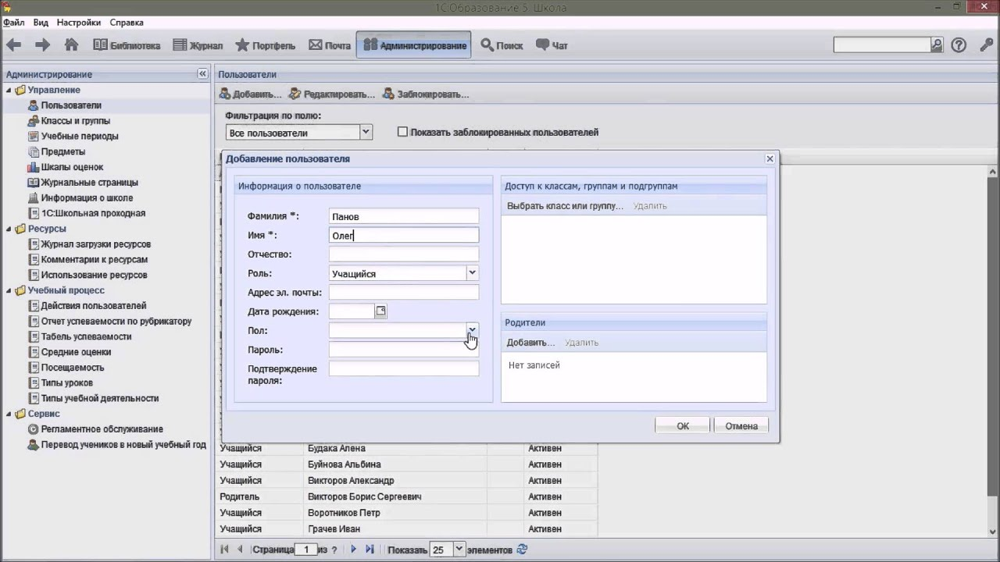 1С:Образование 5. Школа
Файл Вид Настройки Справка
Библиотека Журнал Портфель Почта Администрирование Поиск Чат
Администрирование
Управление
Пользователи
Классы и группы
Учебные периоды
Предметы
Шкалы оценок
Журнальные страницы
Информация о школе
1С:Школьная проходная
Ресурсы
Журнал загрузки ресурсов
Комментарии к ресурсам
Использование ресурсов
Учебный процесс
Действия пользователей
Отчет успеваемости по рубрикатору
Табель успеваемости
Средние оценки
Посещаемость
Типы уроков
Типы учебной деятельности
Сервис
Регламентное обслуживание
Перевод учеников в новый учебный год
Пользователи
Добавить... Редактировать... Заблокировать...
Фильтрация по полю:
Все пользователи Показать заблокированных пользователей
Добавление пользователя
Информация о пользователе
Фамилия *: Панов
Имя *: Олег
Отчество:
Роль: Учащийся
Адрес эл. почты:
Дата рождения:
Пол:
Пароль:
Подтверждение
пароля:
Доступ к классам, группам и подгруппам
Выбрать класс или группу... Удалить
Родители
Добавить... Удалить
Нет записей
ОК Отмена
Учащийся Будака Алена Активен
Учащийся Буйнова Альбина Активен
Учащийся Викторов Александр Активен
Родитель Викторов Борис Сергеевич Активен
Учащийся Воротников Петр Активен
Учащийся Грачев Иван Активен
Страница 1 из ? Показать 25 элементов